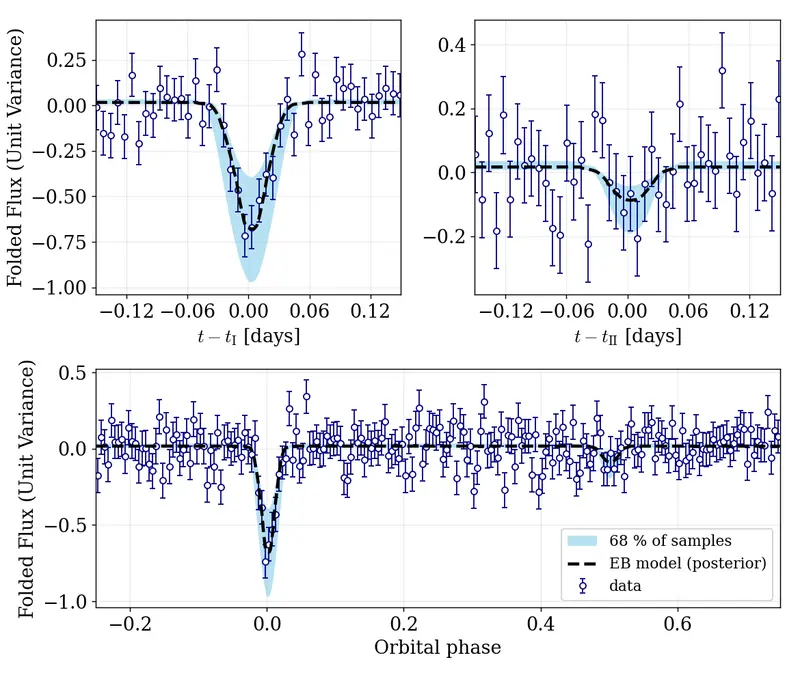 Folded Flux (Unit Variance)
0.25
0.00
−0.25
−0.50
−0.75
−1.00
−0.12 −0.06 0.00 0.06 0.12
t − tI [days]
0.4
0.2
0.0
−0.2
−0.12 −0.06 0.00 0.06 0.12
t − tII [days]
Folded Flux (Unit Variance)
0.5
0.0
−0.5
−1.0
−0.2 0.0 0.2 0.4 0.6
Orbital phase
68 % of samples
EB model (posterior)
data